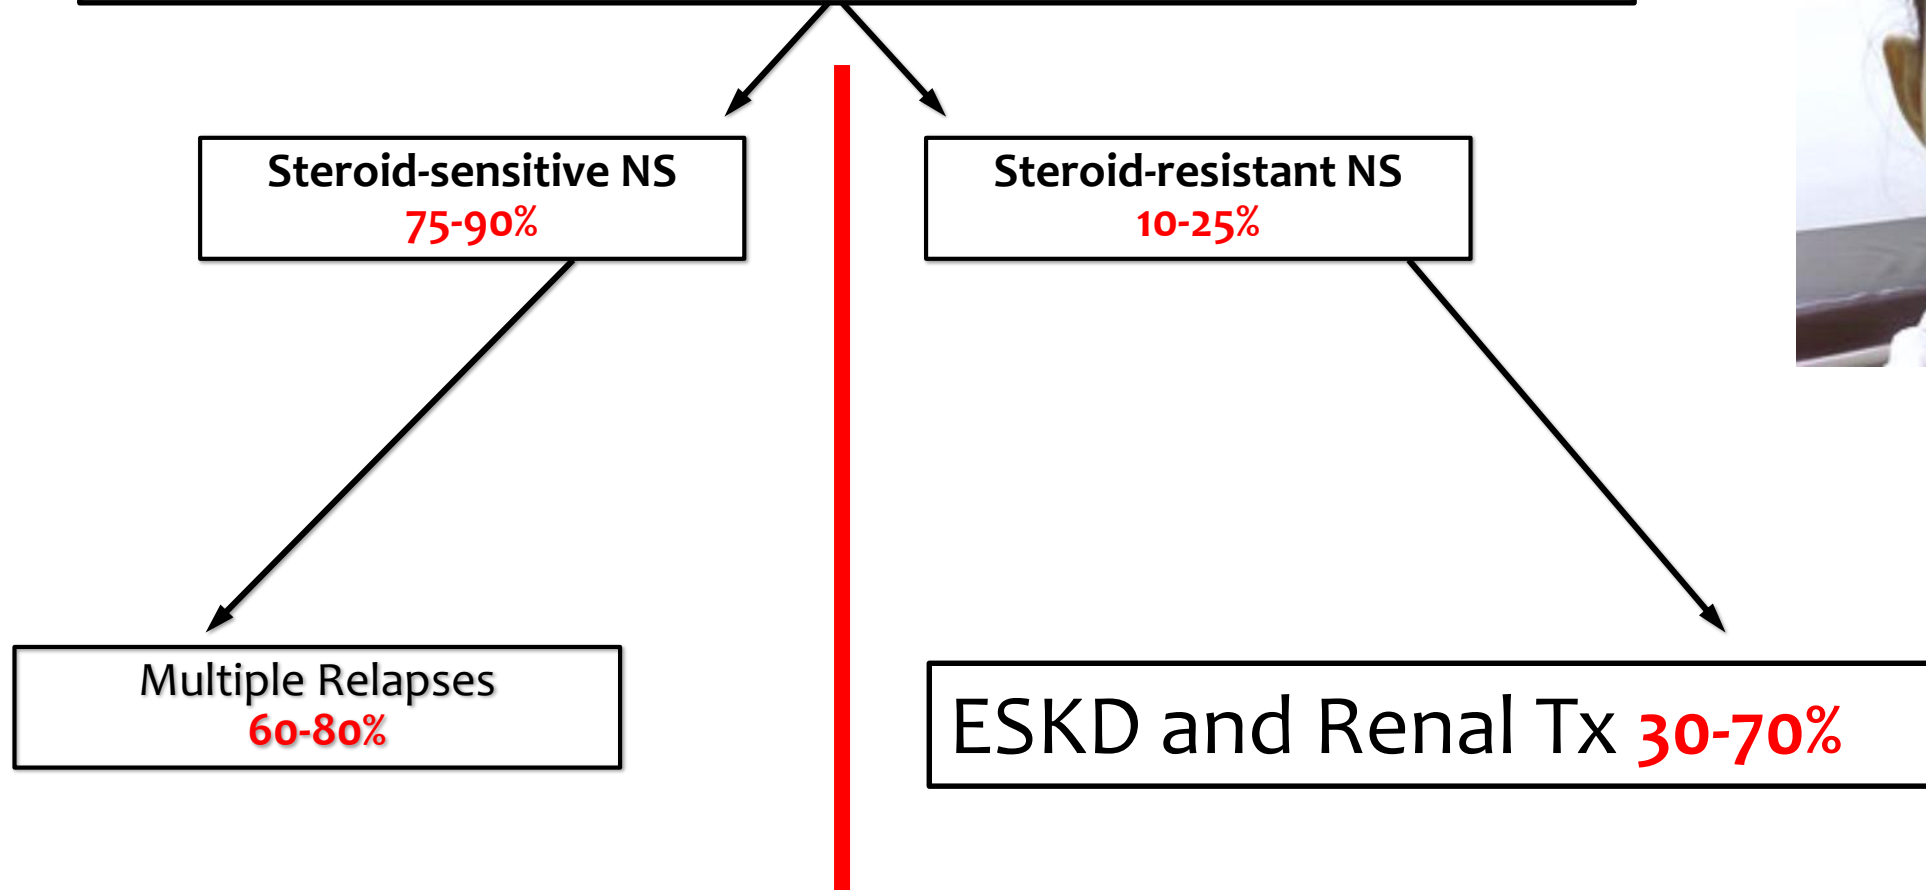 Steroid-sensitive NS
75-90%
Steroid-resistant NS
10-25%
Multiple Relapses
60-80%
ESKD and Renal Tx 30-70%